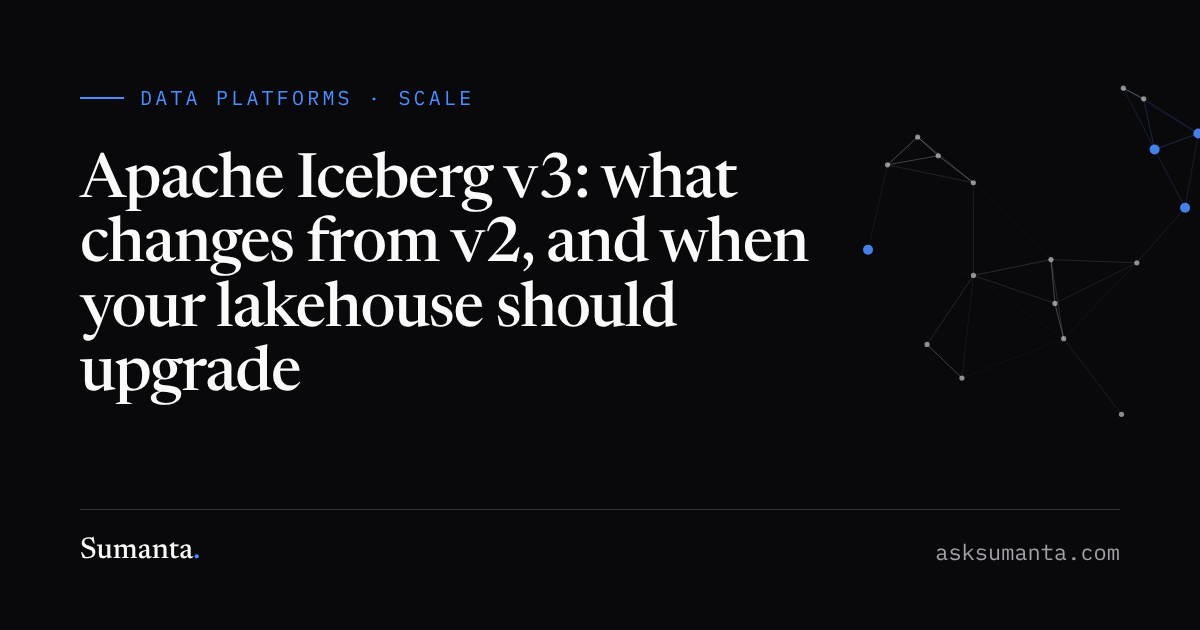 DATA PLATFORMS · SCALE
Apache Iceberg v3: what
changes from v2, and when
your lakehouse should
upgrade
Sumanta.
asksumanta.com